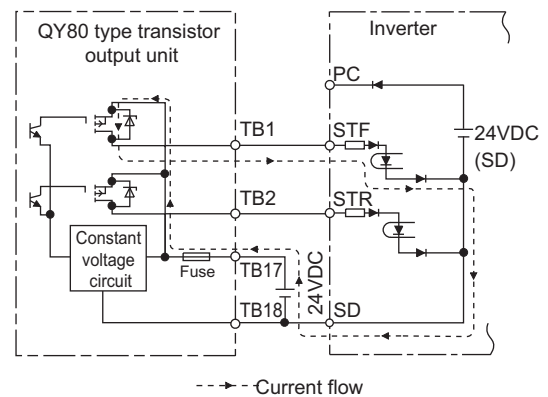 QY80 type transistor
output unit
Inverter
PC
TB1
STF
24VDC
(SD)
TB2
STR
Constant
voltage
circuit
Fuse
TB17
24VDC
TB18
SD
Current flow